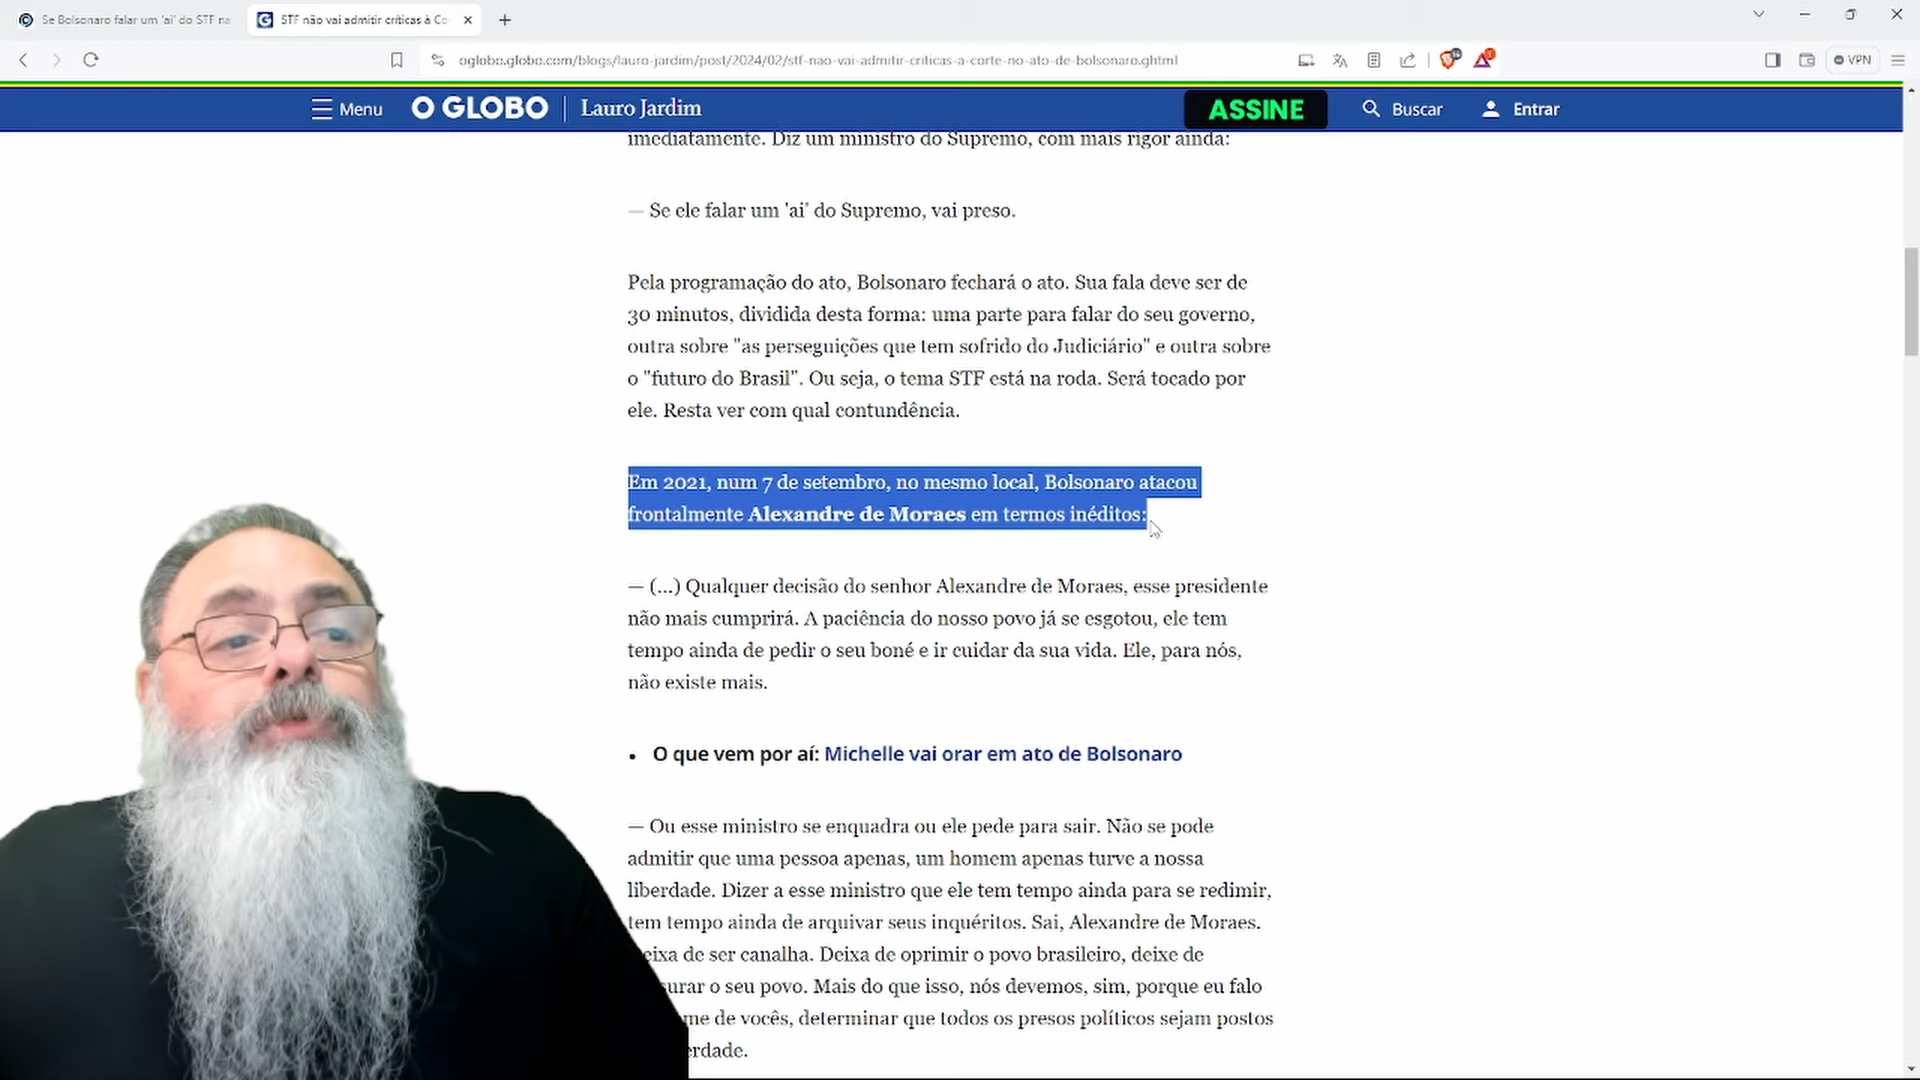 Se Bolsonaro falar um 'ai' do STF na
STF não vai admitir críticas à Co
oglobo.globo.com/blogs/lauro-jardim/post/2024/02/stf-nao-vai-admitir-criticas-a-corte-no-ato-de-bolsonaro.ghtml
VPN
Menu
O GLOBO
Lauro Jardim
ASSINE
Buscar
Entrar
imediatamente. Diz um ministro do Supremo, com mais rigor ainda:
— Se ele falar um 'ai' do Supremo, vai preso.
Pela programação do ato, Bolsonaro fechará o ato. Sua fala deve ser de
30 minutos, dividida desta forma: uma parte para falar do seu governo,
outra sobre "as perseguições que tem sofrido do Judiciário" e outra sobre
o "futuro do Brasil". Ou seja, o tema STF está na roda. Será tocado por
ele. Resta ver com qual contundência.
Em 2021, num 7 de setembro, no mesmo local, Bolsonaro atacou
frontalmente Alexandre de Moraes em termos inéditos:
— (...) Qualquer decisão do senhor Alexandre de Moraes, esse presidente
não mais cumprirá. A paciência do nosso povo já se esgotou, ele tem
tempo ainda de pedir o seu boné e ir cuidar da sua vida. Ele, para nós,
não existe mais.
• O que vem por aí: Michelle vai orar em ato de Bolsonaro
— Ou esse ministro se enquadra ou ele pede para sair. Não se pode
admitir que uma pessoa apenas, um homem apenas turve a nossa
liberdade. Dizer a esse ministro que ele tem tempo ainda para se redimir,
tem tempo ainda de arquivar seus inquéritos. Sai, Alexandre de Moraes.
eixa de ser canalha. Deixa de oprimir o povo brasileiro, deixe de
surar o seu povo. Mais do que isso, nós devemos, sim, porque eu falo
me de vocês, determinar que todos os presos políticos sejam postos
erdade.